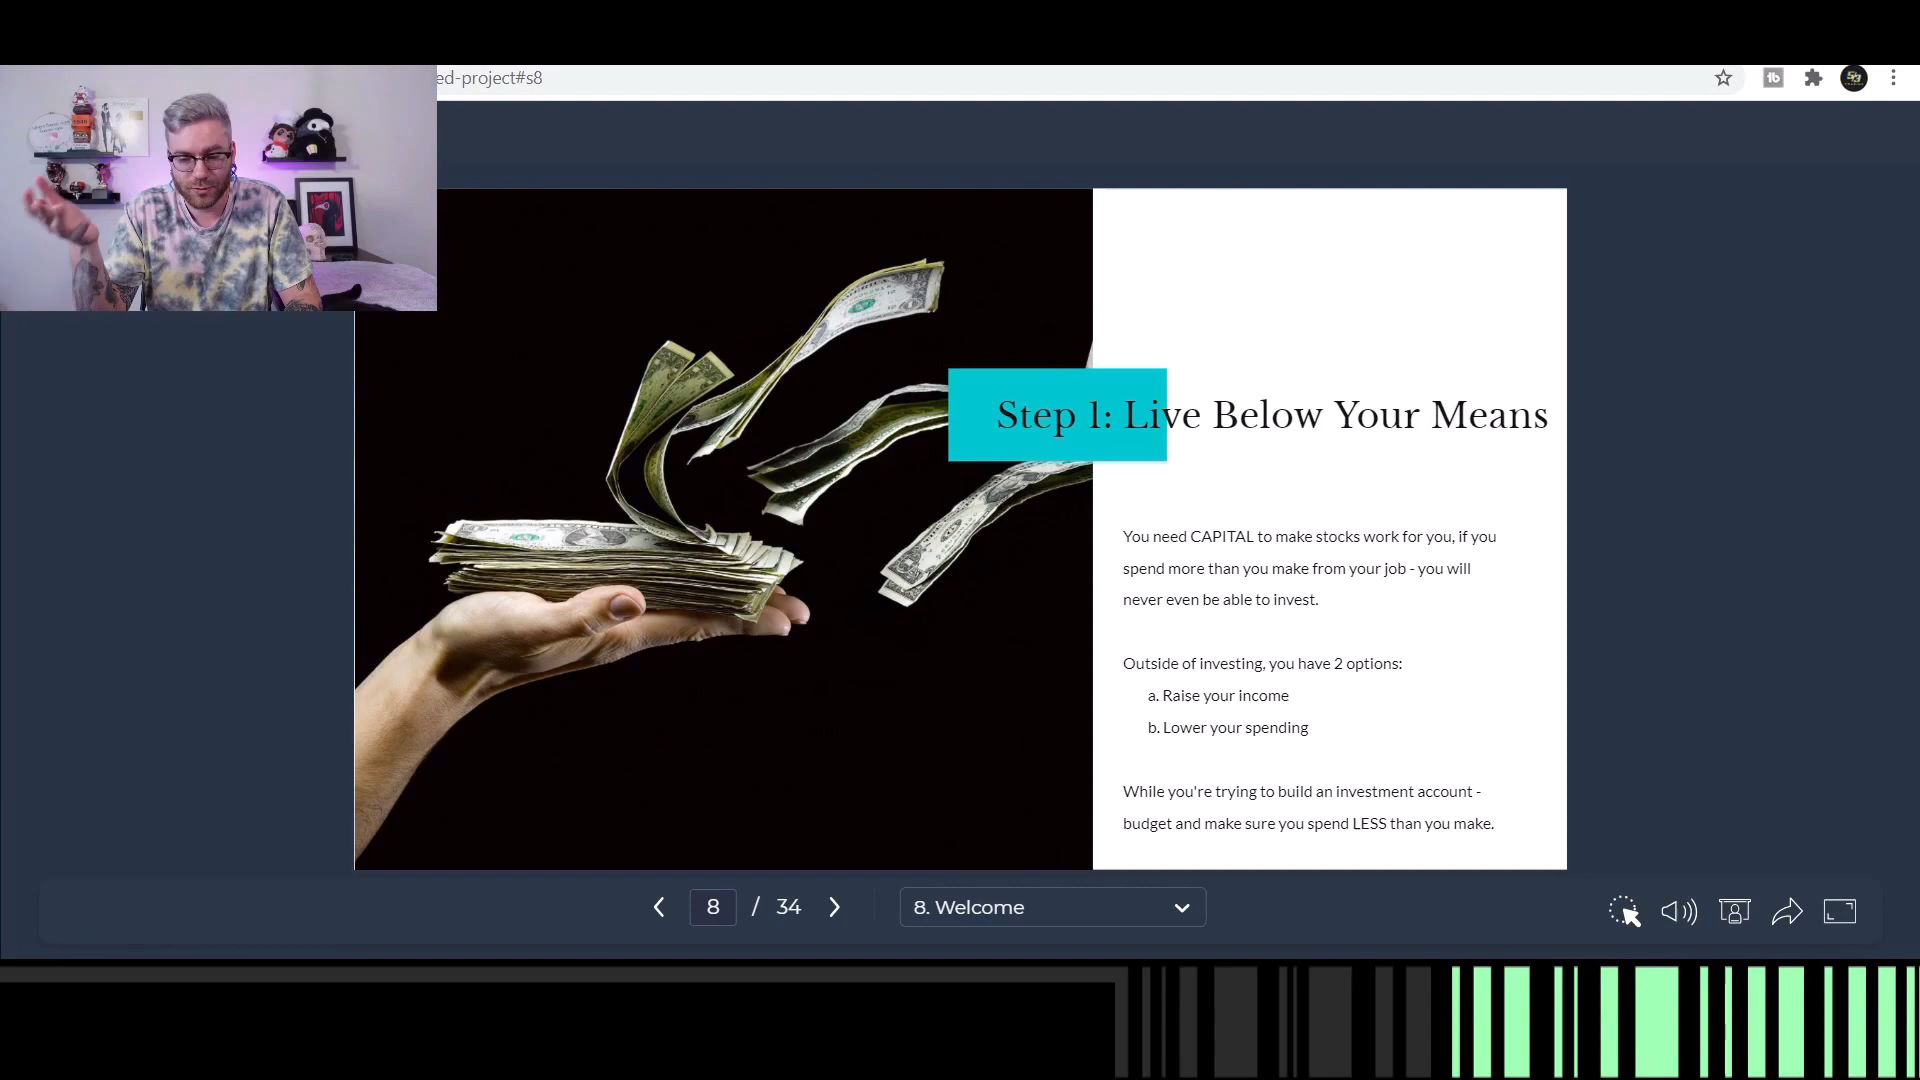 ed-project#s8
Step 1: Live Below Your Means
You need CAPITAL to make stocks work for you, if you
spend more than you make from your job - you will
never even be able to invest.
Outside of investing, you have 2 options:
a. Raise your income
b. Lower your spending
While you're trying to build an investment account -
budget and make sure you spend LESS than you make.
8 / 34
8. Welcome